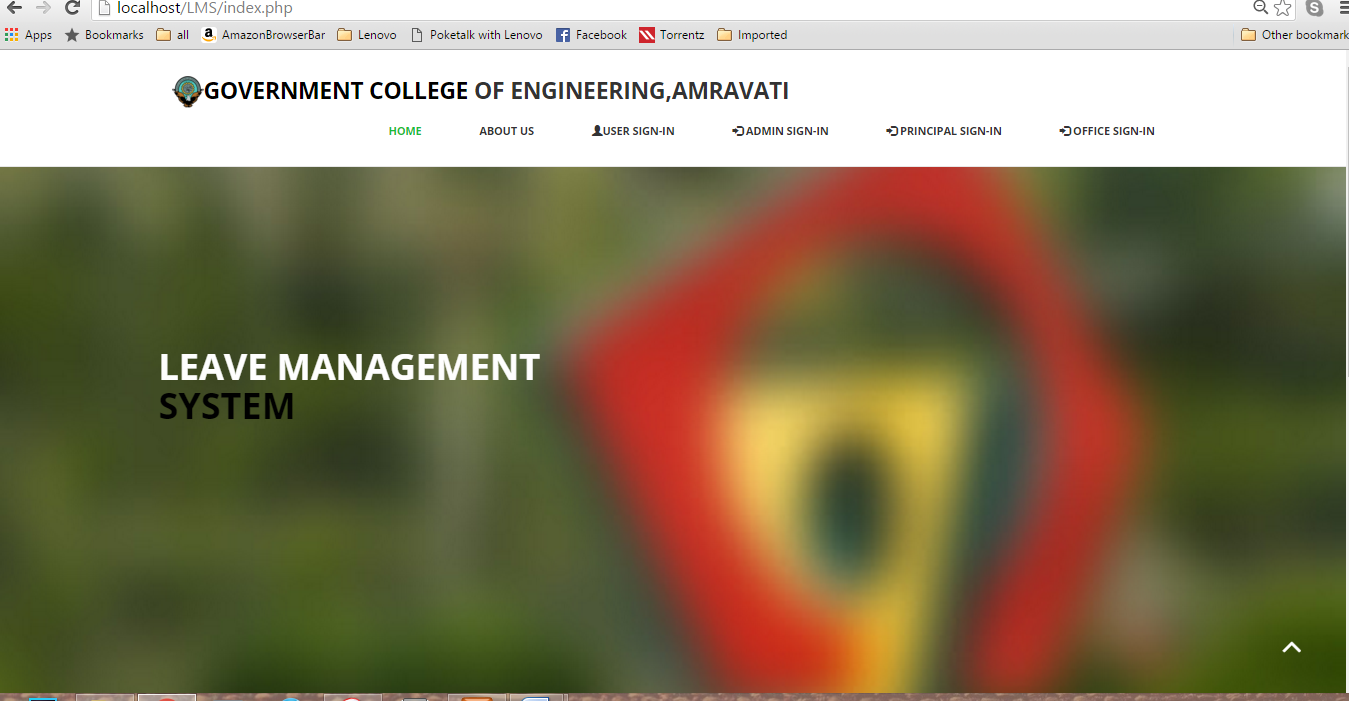 localhost/LMS/index.php
Apps Bookmarks all AmazonBrowserBar Lenovo Poketalk with Lenovo Facebook Torrentz Imported Other bookmark
GOVERNMENT COLLEGE OF ENGINEERING,AMRAVATI
HOME ABOUT US USER SIGN-IN ADMIN SIGN-IN PRINCIPAL SIGN-IN OFFICE SIGN-IN
LEAVE MANAGEMENT
SYSTEM